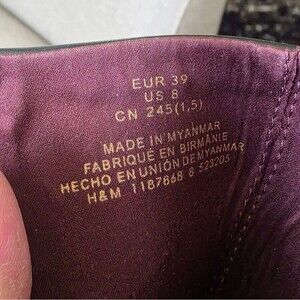 EUR 39
US 8
CN 245(1,5)
MADE IN MYANMAR
FABRIQUÉ EN BIRMANIE
HECHO EN UNIÓN DE MYANMAR
H&M 1187868 8 523205